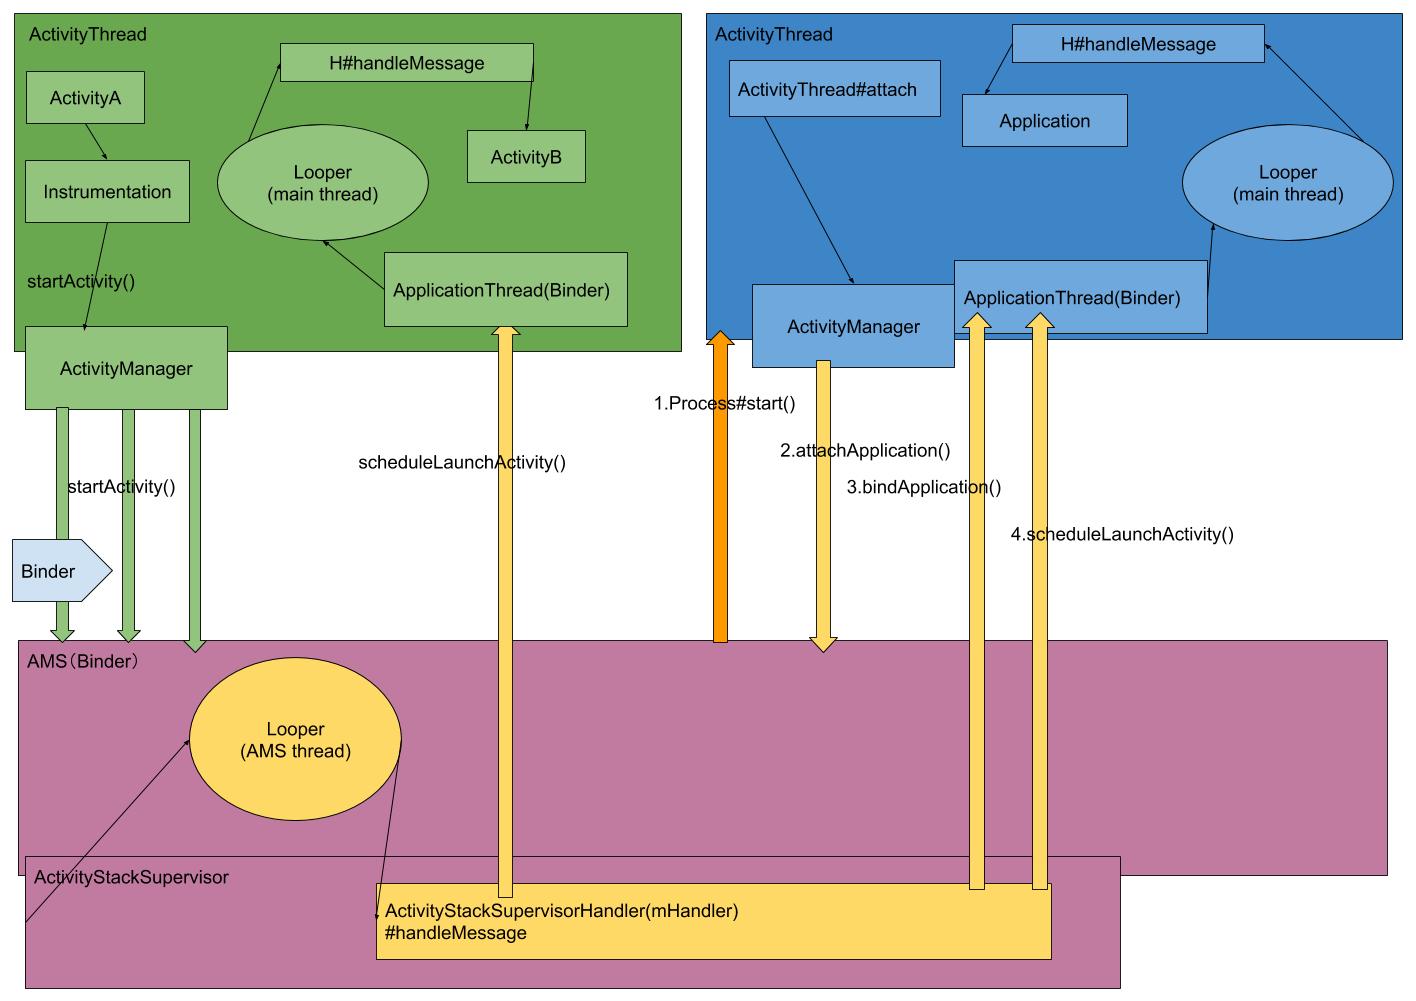 ActivityThread
H#handleMessage
ActivityA
Looper
(main thread)
ActivityB
Instrumentation
startActivity()
ApplicationThread(Binder)
ActivityManager
ActivityThread
H#handleMessage
ActivityThread#attach
Application
Looper
(main thread)
ApplicationThread(Binder)
ActivityManager
1.Process#start()
2.attachApplication()
scheduleLaunchActivity()
startActivity()
3.bindApplication()
4.scheduleLaunchActivity()
Binder
AMS（Binder）
Looper
(AMS thread)
ActivityStackSupervisor
ActivityStackSupervisorHandler(mHandler)
#handleMessage